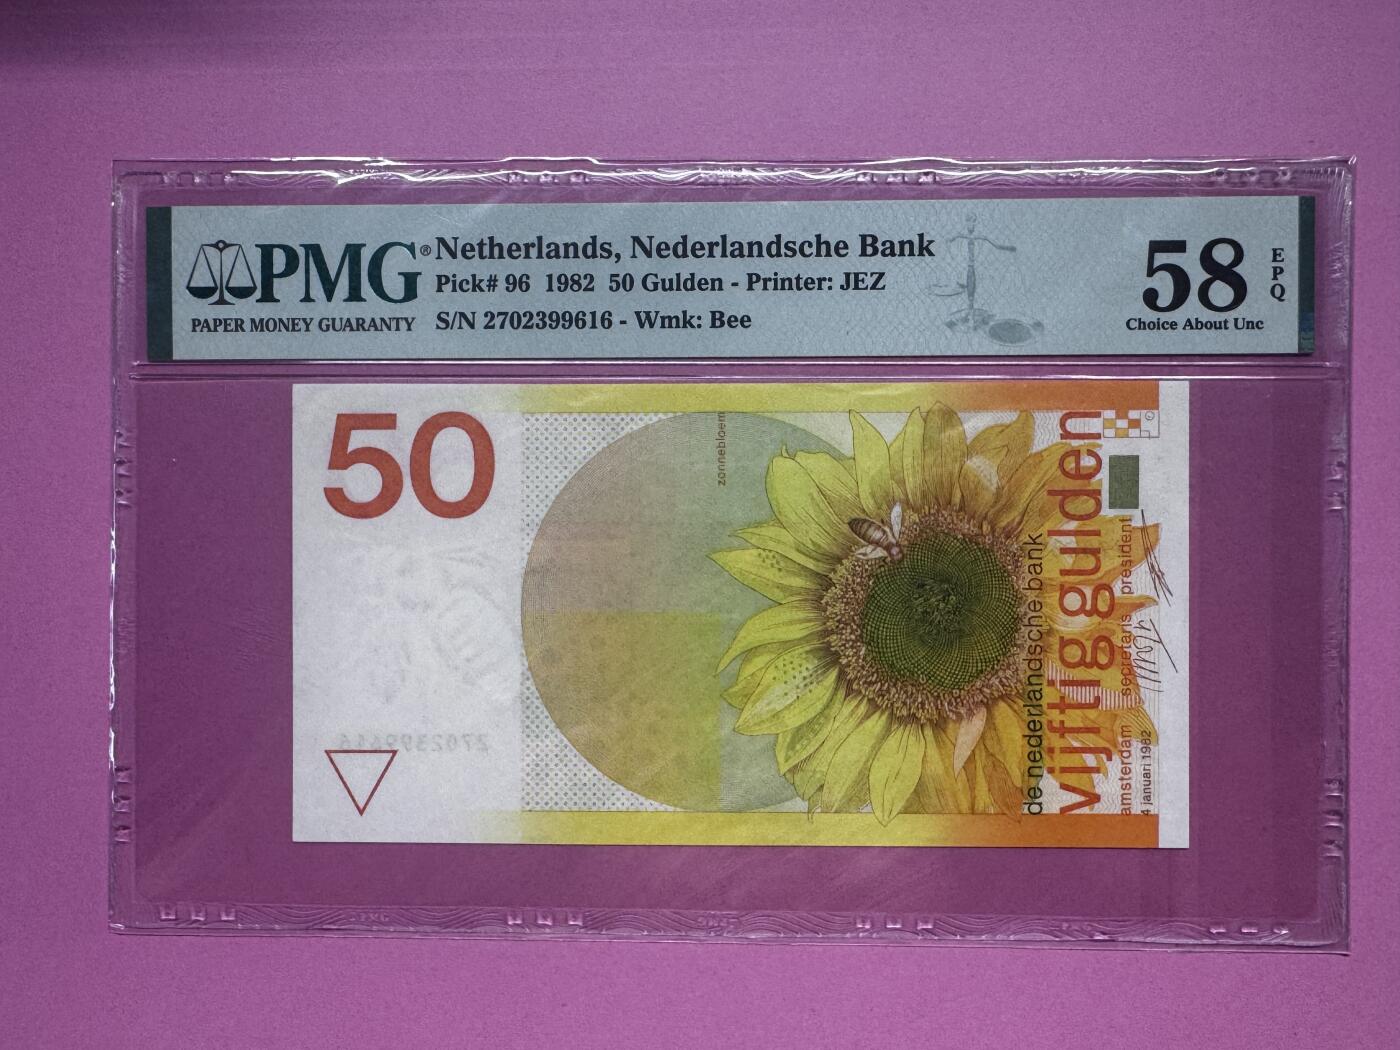 PMG®
PAPER MONEY GUARANTY
Netherlands, Nederlandsche Bank
Pick# 96 1982 50 Gulden - Printer: JEZ
S/N 2702399616 - Wmk: Bee
58
EPQ
Choice About Unc
50
zonnebloem
de nederlandsche bank
vijftig gulden
amsterdam secretaris president
4 januari 1982